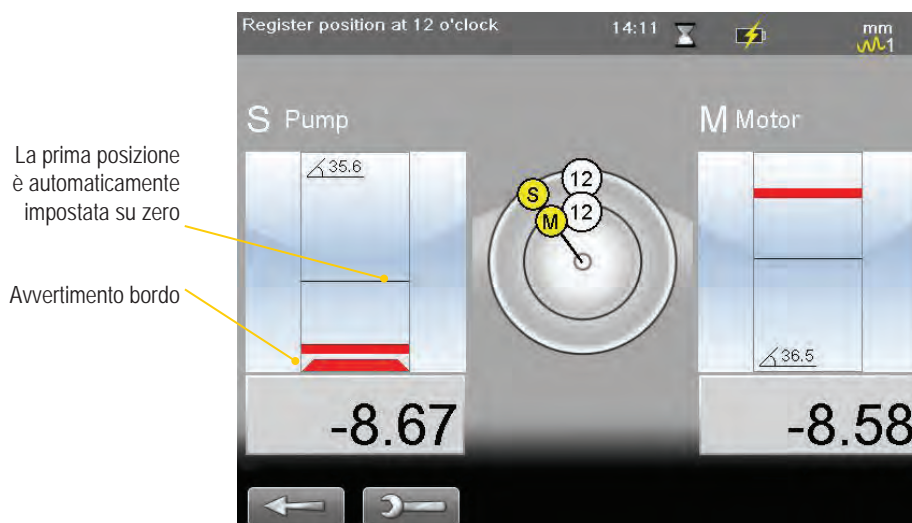 Register position at 12 o'clock
14:11
mm
1
S Pump
M Motor
La prima posizione
è automaticamente
impostata su zero
Avvertimento bordo
35.6
S
12
M
12
36.5
-8.67
-8.58